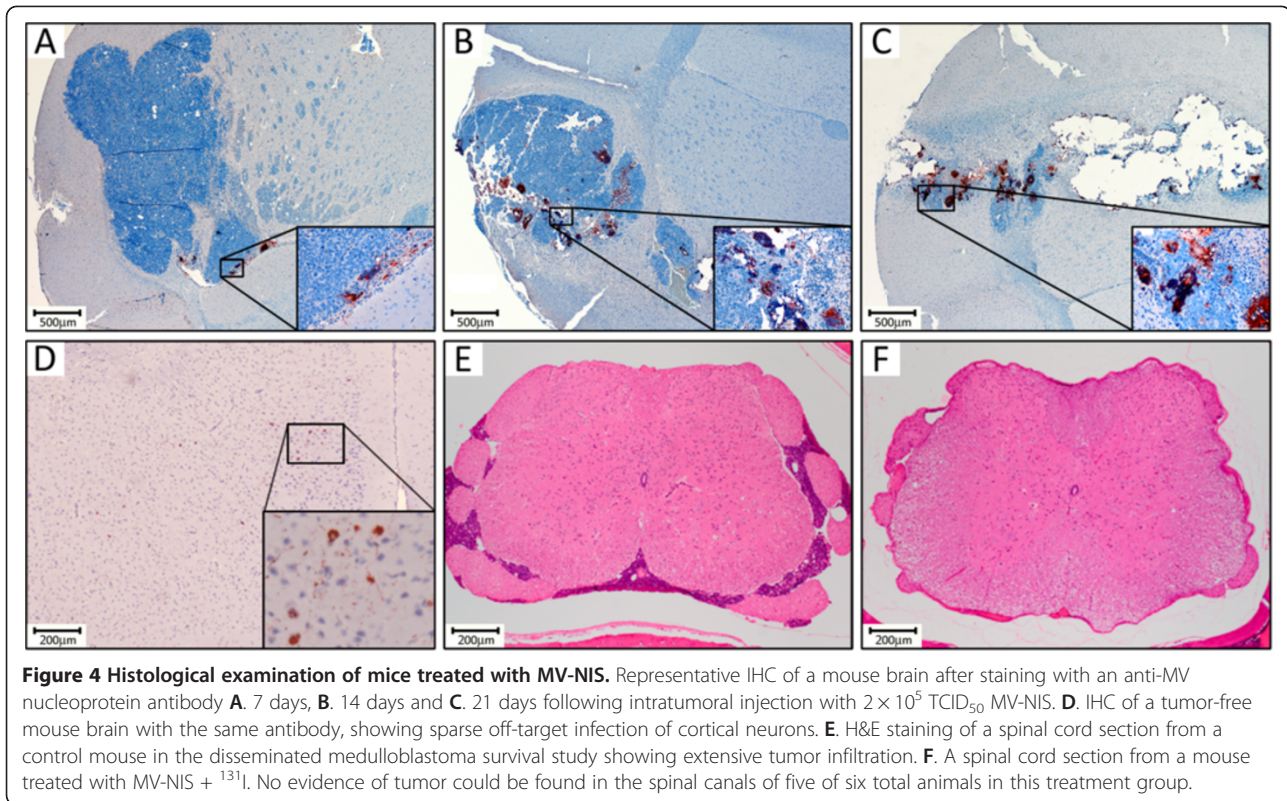 A
B
C
500µm
500µm
500µm
D
E
F
200µm
200µm
200µm
Figure 4 Histological examination of mice treated with MV-NIS. Representative IHC of a mouse brain after staining with an anti-MV
nucleoprotein antibody A. 7 days, B. 14 days and C. 21 days following intratumoral injection with 2 × 10⁵ TCID₅₀ MV-NIS. D. IHC of a tumor-free
mouse brain with the same antibody, showing sparse off-target infection of cortical neurons. E. H&E staining of a spinal cord section from a
control mouse in the disseminated medulloblastoma survival study showing extensive tumor infiltration. F. A spinal cord section from a mouse
treated with MV-NIS + ¹³¹I. No evidence of tumor could be found in the spinal canals of five of six total animals in this treatment group.